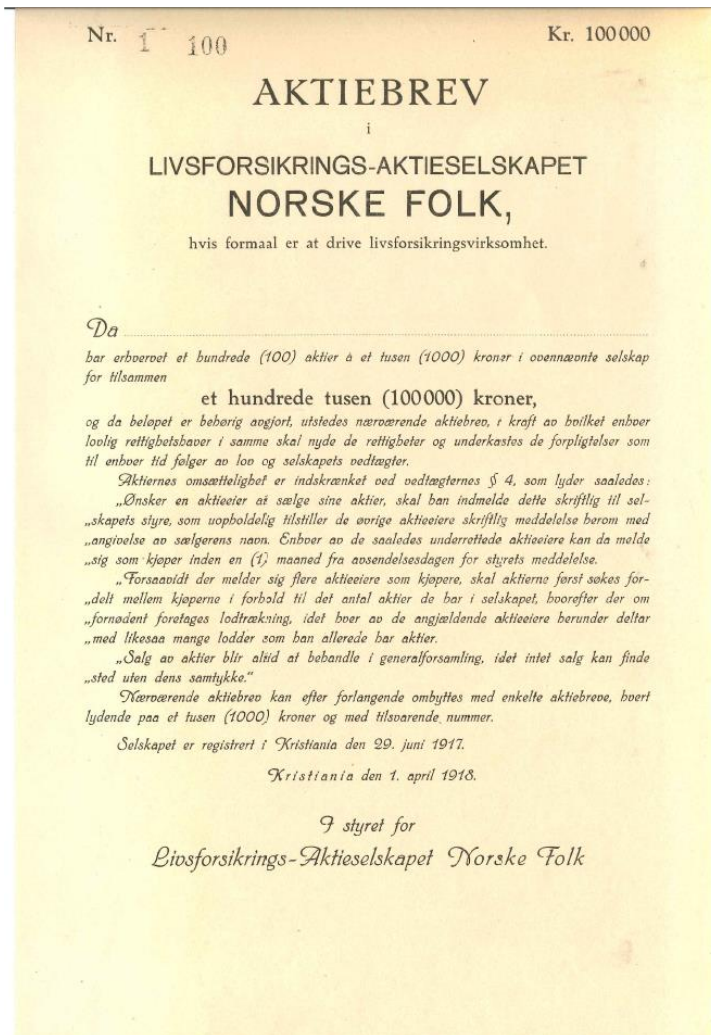 Nr. 1 100 Kr. 100000
AKTIEBREV
i
LIVSFORSIKRINGS-AKTIESELSKAPET
NORSKE FOLK,
hvis formaal er at drive livsforsikringsvirksomhet.
Da
har erhvervet et hundrede (100) aktier à et tusen (1000) kroner i ovennævnte selskap
for tilsammen
et hundrede tusen (100000) kroner,
og da beløpet er behørig avgjort, utstedes nærværende aktiebrev, i kraft av hvilket enhver
lovlig rettighetshaver i samme skal nyde de rettigheter og underkastes de forpligtelser som
til enhver tid følger av lov og selskapets vedtægter.
Aktiernes omsættelighet er indskrænket ved vedtægternes § 4, som lyder saaledes:
„Ønsker en aktieeier at sælge sine aktier, skal han indmelde dette skriftlig til sel-
„skapets styre, som uopholdelig tilstiller de øvrige aktieeiere skriftlig meddelelse herom med
„angivelse av sælgerens navn. Enhver av de saaledes underrettede aktieeiere kan da melde
„sig som kjøper inden en (1) maaned fra avsendelsesdagen for styrets meddelelse.
„Forsaavidt der melder sig flere aktieeiere som kjøpere, skal aktierne først søkes for-
„delt mellem kjøperne i forhold til det antal aktier de har i selskapet, hvorefter der om
„fornødent foretages lodtrækning, idet hver av de angjældende aktieeiere herunder deltar
„med likesaa mange lodder som han allerede har aktier.
„Salg av aktier blir altid at behandle i generalforsamling, idet intet salg kan finde
„sted uten dens samtykke.“
Nærværende aktiebrev kan efter forlangende ombyttes med enkelte aktiebreve, hvert
lydende paa et tusen (1000) kroner og med tilsvarende nummer.
Selskapet er registrert i Kristiania den 29. juni 1917.
Kristiania den 1. april 1918.
I styret for
Livsforsikrings-Aktieselskapet Norske Folk